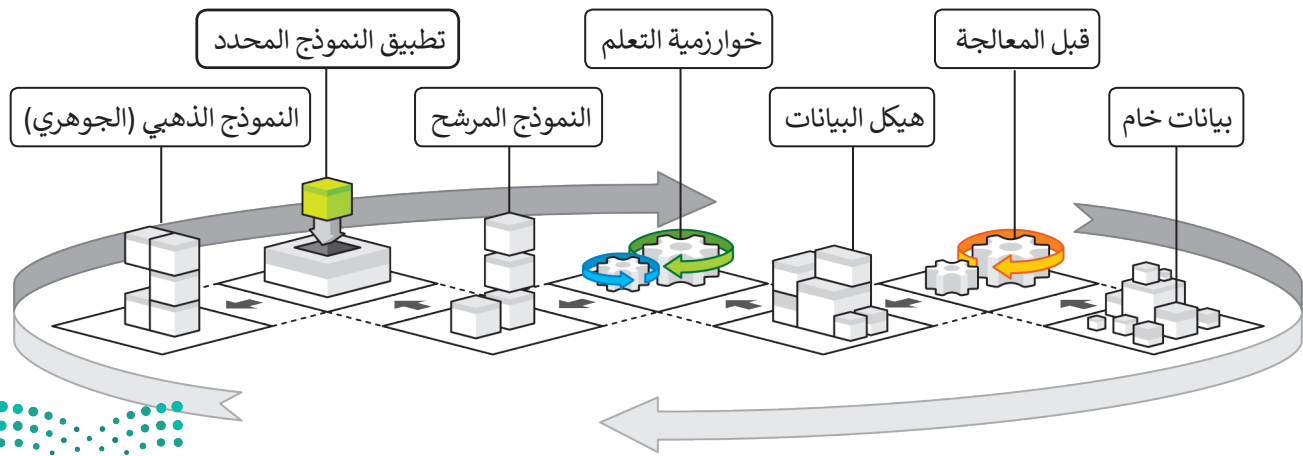 قبل المعالجة
خوارزمية التعلم
تطبيق النموذج المحدد
بيانات خام
هيكل البيانات
النموذج المرشح
النموذج الذهبي (الجوهري)